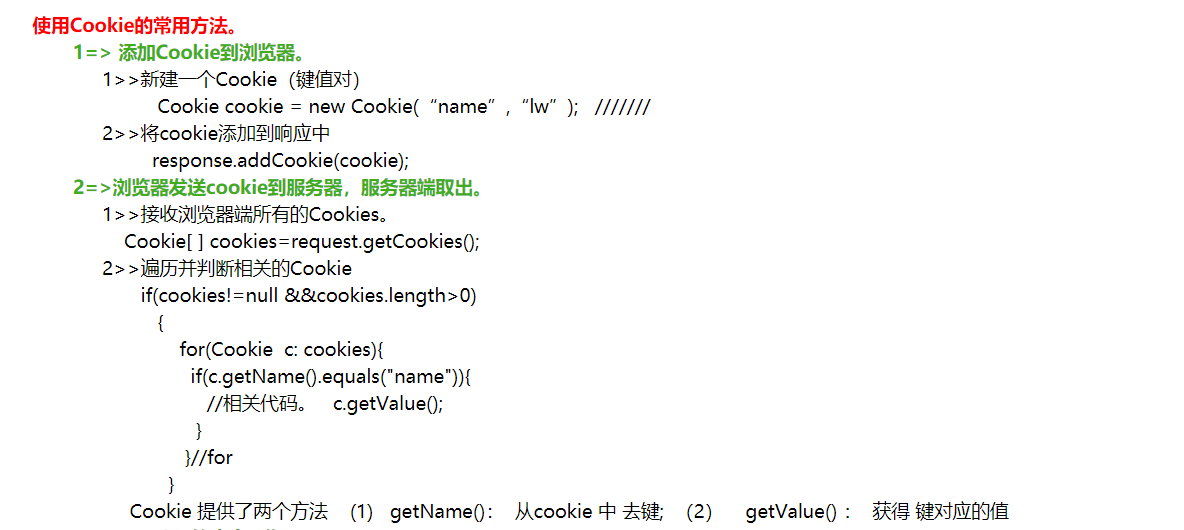 使用Cookie的常用方法。
1=> 添加Cookie到浏览器。
1>>新建一个Cookie（键值对）
Cookie cookie = new Cookie(“name”,“lw”); ///////
2>>将cookie添加到响应中
response.addCookie(cookie);
2=>浏览器发送cookie到服务器，服务器端取出。
1>>接收浏览器端所有的Cookies。
Cookie[ ] cookies=request.getCookies();
2>>遍历并判断相关的Cookie
if(cookies!=null &&cookies.length>0)
{
for(Cookie c: cookies){
if(c.getName().equals("name")){
//相关代码。 c.getValue();
}
}//for
}
Cookie 提供了两个方法 （1） getName()： 从cookie 中 去键; （2） getValue() ： 获得 键对应的值